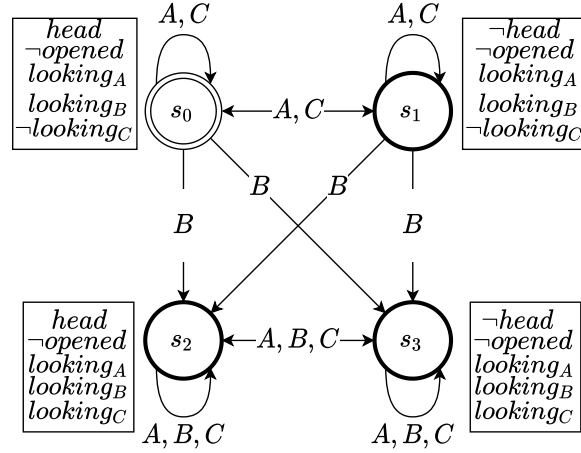 A, C
A, C
head
¬opened
looking_A
looking_B
¬looking_C
s_0
A, C
s_1
¬head
¬opened
looking_A
looking_B
¬looking_C
B
B
B
B
head
¬opened
looking_A
looking_B
looking_C
s_2
A, B, C
s_3
¬head
¬opened
looking_A
looking_B
looking_C
A, B, C
A, B, C